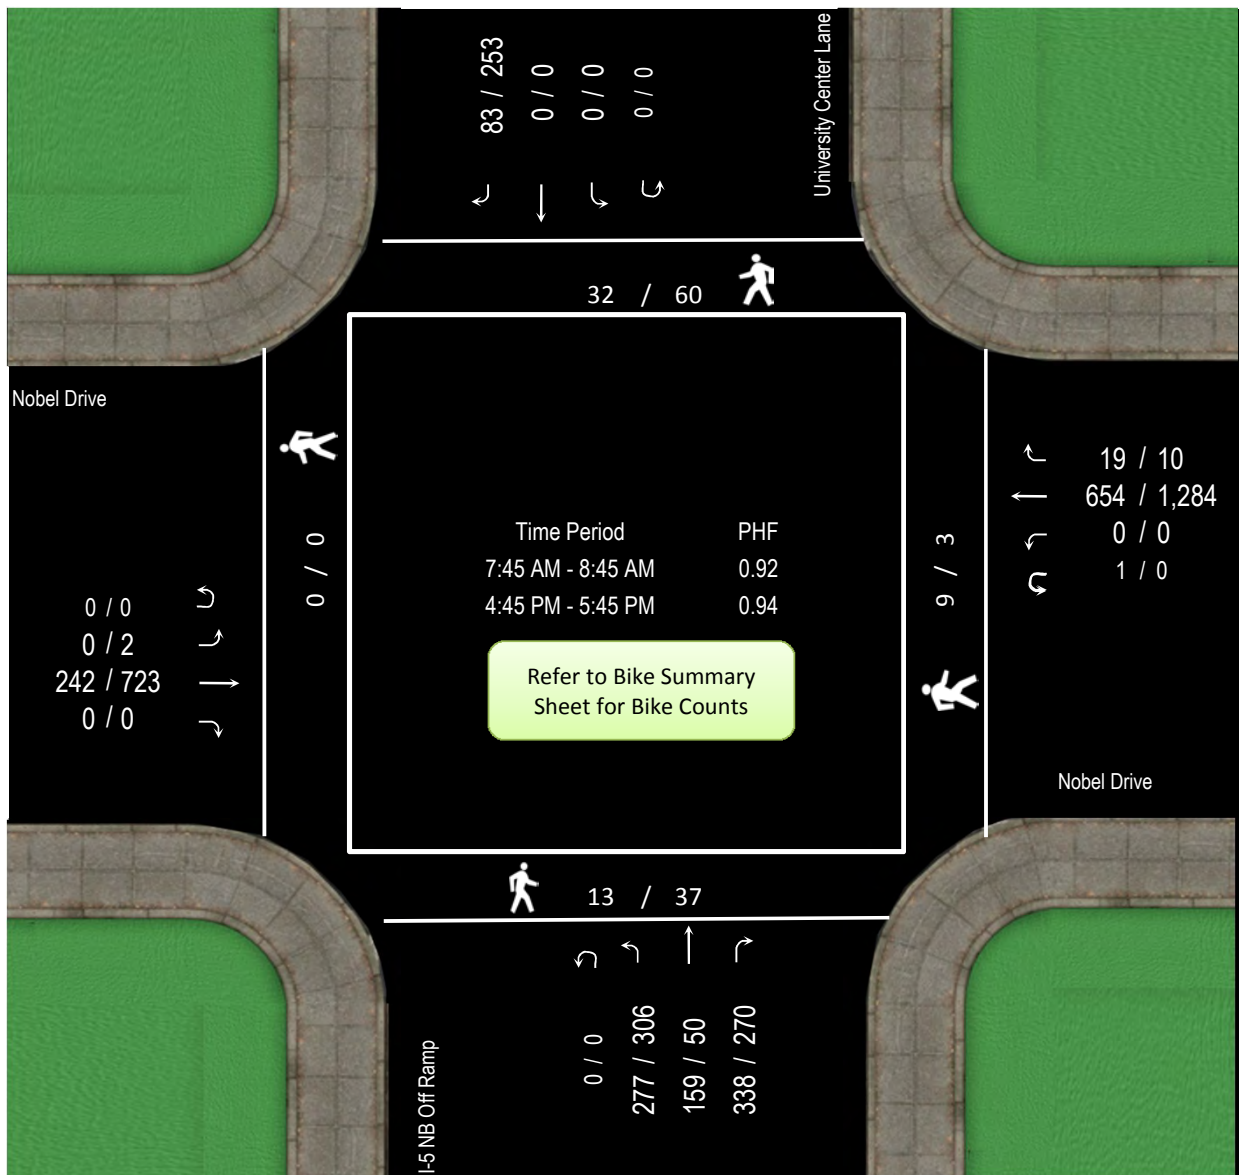 83 / 253
0 / 0
0 / 0
0 / 0
University Center Lane
32 / 60
Nobel Drive
0 / 0
0 / 0
0 / 2
242 / 723
0 / 0
Time Period PHF
7:45 AM - 8:45 AM 0.92
4:45 PM - 5:45 PM 0.94
Refer to Bike Summary
Sheet for Bike Counts
9 / 3
19 / 10
654 / 1,284
0 / 0
1 / 0
Nobel Drive
13 / 37
I-5 NB Off Ramp
0 / 0
277 / 306
159 / 50
338 / 270